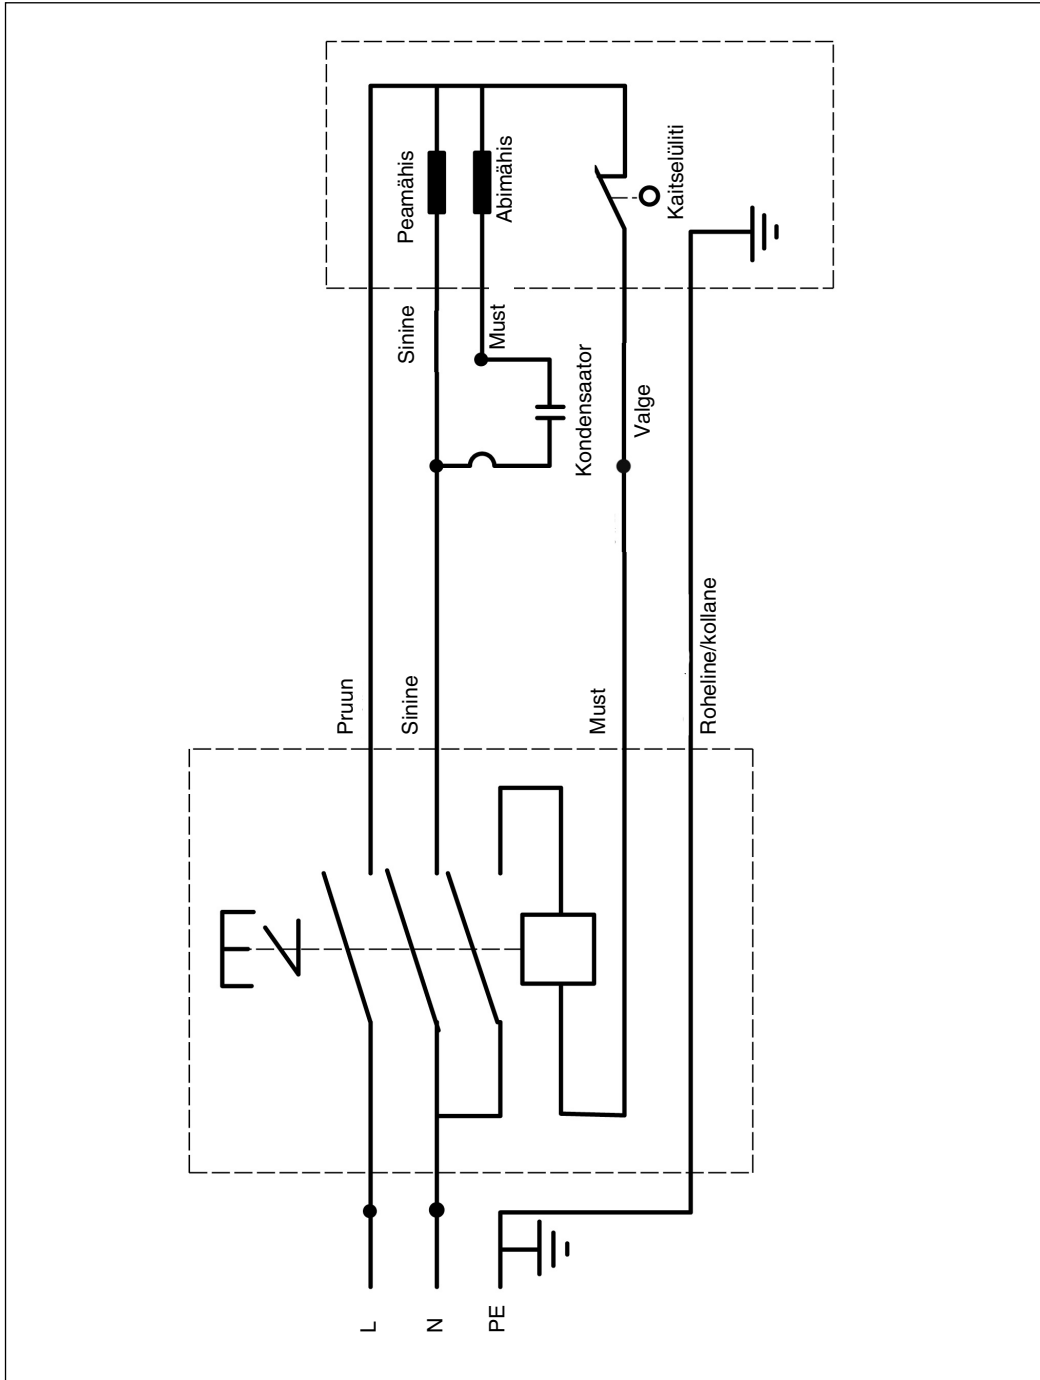 Peamähis
Abimähis
Kaitselüliti
Sinine
Must
Kondensaator
Valge
Pruun
Sinine
Must
Roheline/kollane
L
N
PE